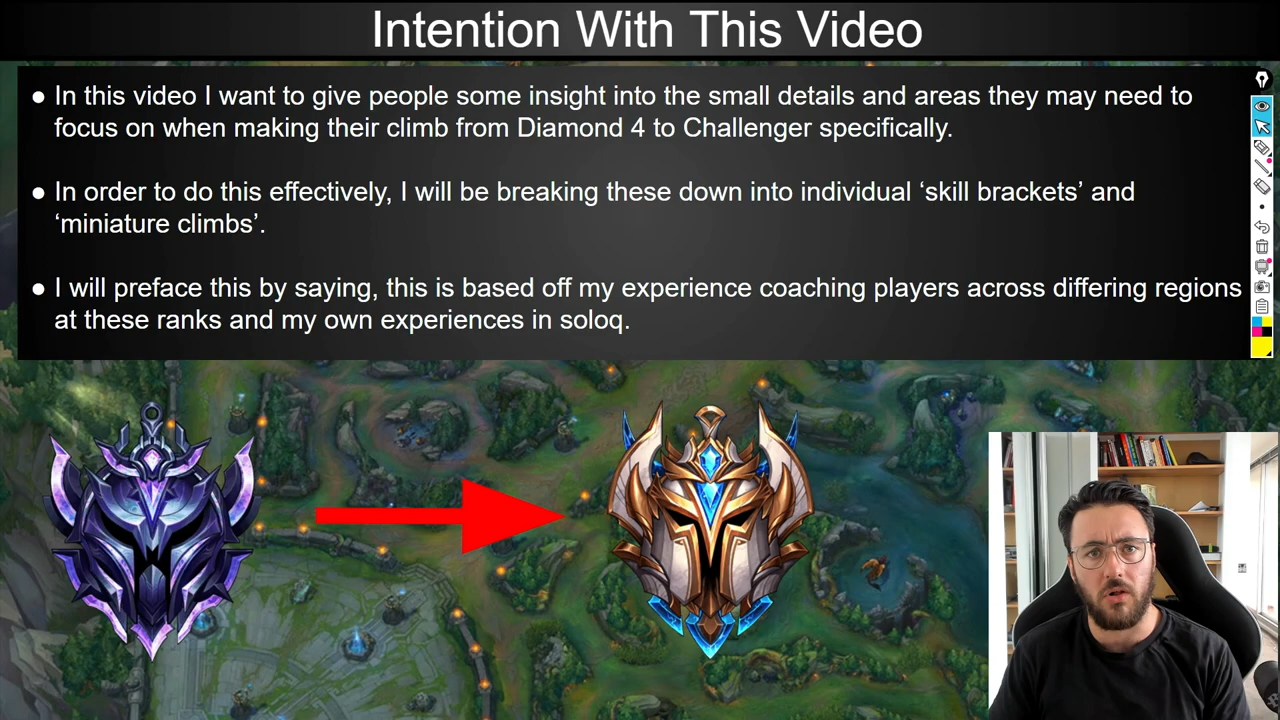 Intention With This Video
● In this video I want to give people some insight into the small details and areas they may need to
focus on when making their climb from Diamond 4 to Challenger specifically.
● In order to do this effectively, I will be breaking these down into individual ‘skill brackets’ and
‘miniature climbs’.
● I will preface this by saying, this is based off my experience coaching players across differing regions
at these ranks and my own experiences in soloq.